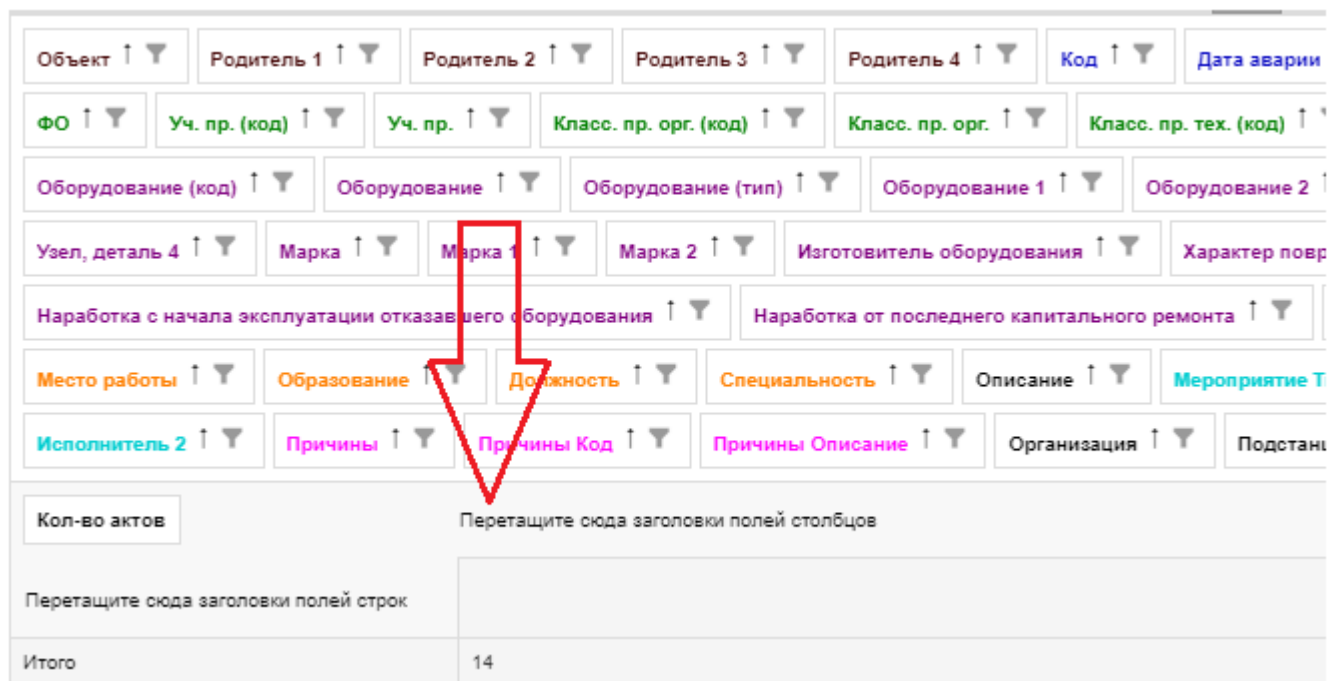 Объект Родитель 1 Родитель 2 Родитель 3 Родитель 4 Код Дата аварии
ФО Уч. пр. (код) Уч. пр. Класс. пр. орг. (код) Класс. пр. орг. Класс. пр. тех. (код)
Оборудование (код) Оборудование Оборудование (тип) Оборудование 1 Оборудование 2
Узел, деталь 4 Марка Марка 1 Марка 2 Изготовитель оборудования Характер повр
Наработка с начала эксплуатации отказавшего оборудования Наработка от последнего капитального ремонта
Место работы Образование Должность Специальность Описание Мероприятие
Исполнитель 2 Причины Причины Код Причины Описание Организация Подстанц
Кол-во актов Перетащите сюда заголовки полей столбцов
Перетащите сюда заголовки полей строк
Итого 14